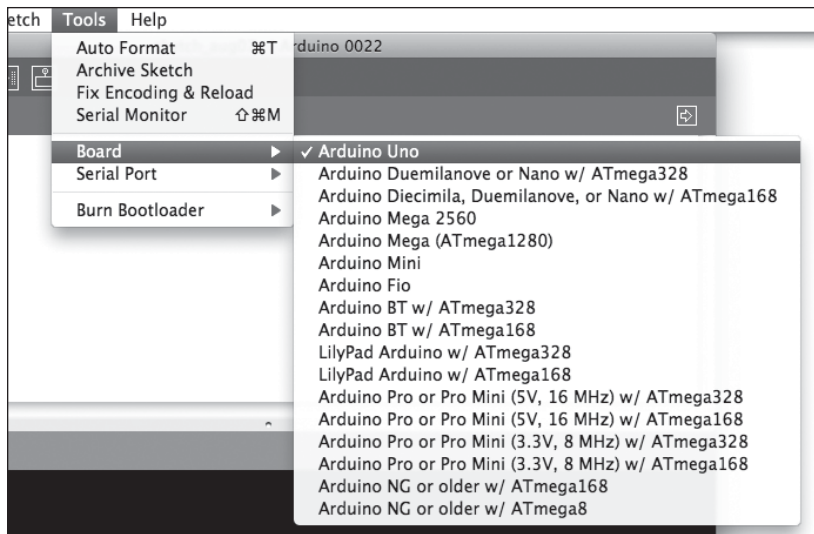 etch Tools Help
rduino 0022
Auto Format ⌘T
Archive Sketch
Fix Encoding & Reload
Serial Monitor ⇧⌘M
Board
Serial Port
Burn Bootloader
✓ Arduino Uno
Arduino Duemilanove or Nano w/ ATmega328
Arduino Diecimila, Duemilanove, or Nano w/ ATmega168
Arduino Mega 2560
Arduino Mega (ATmega1280)
Arduino Mini
Arduino Fio
Arduino BT w/ ATmega328
Arduino BT w/ ATmega168
LilyPad Arduino w/ ATmega328
LilyPad Arduino w/ ATmega168
Arduino Pro or Pro Mini (5V, 16 MHz) w/ ATmega328
Arduino Pro or Pro Mini (5V, 16 MHz) w/ ATmega168
Arduino Pro or Pro Mini (3.3V, 8 MHz) w/ ATmega328
Arduino Pro or Pro Mini (3.3V, 8 MHz) w/ ATmega168
Arduino NG or older w/ ATmega168
Arduino NG or older w/ ATmega8